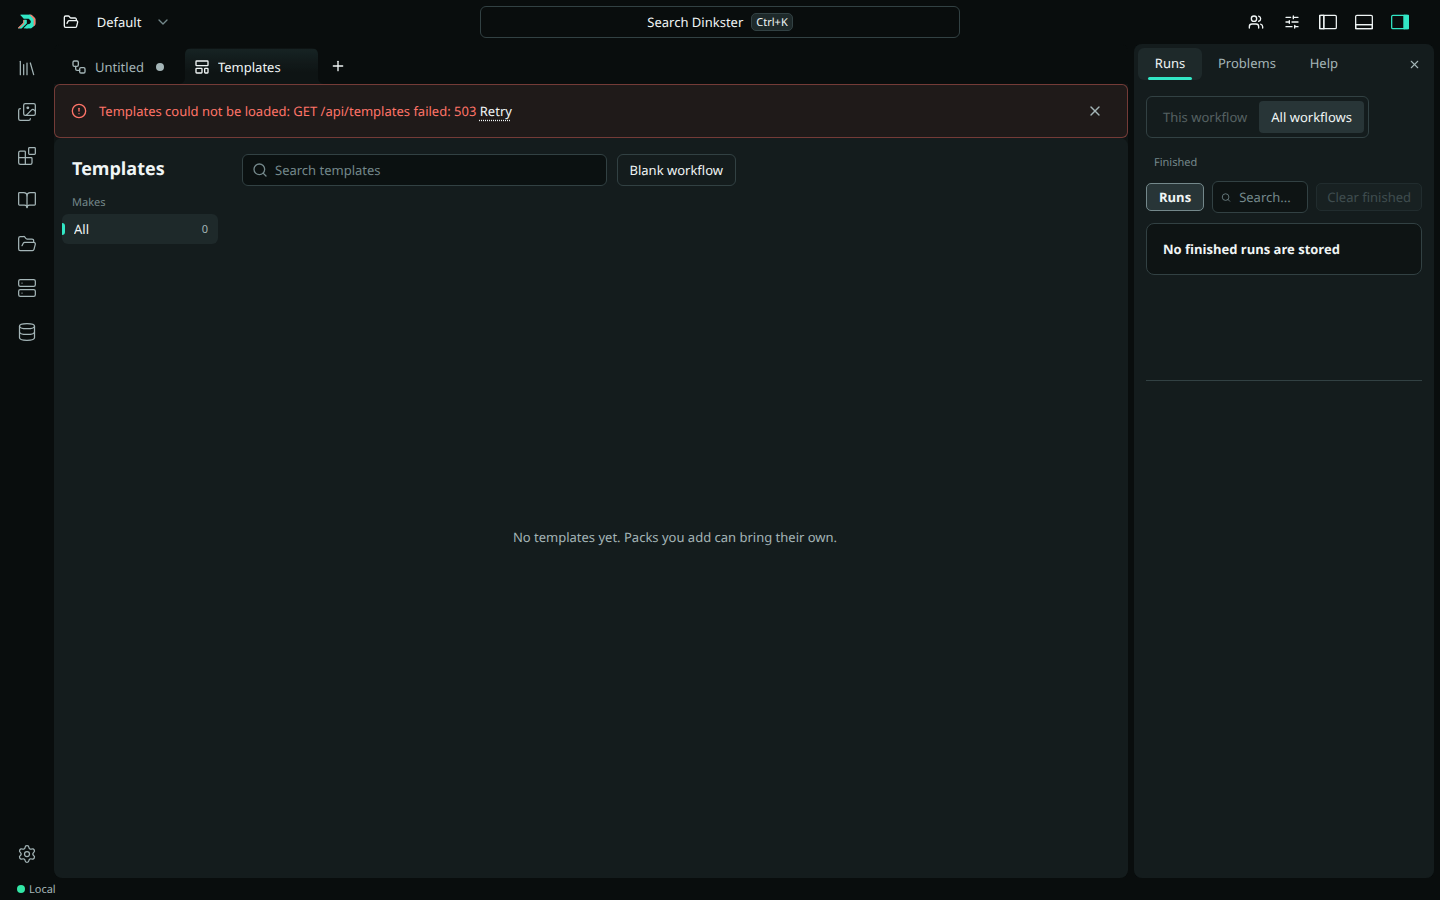 Default
Search Dinkster Ctrl+K
Untitled
Templates
Templates could not be loaded: GET /api/templates failed: 503 Retry
Templates
Search templates
Blank workflow
Makes
All 0
No templates yet. Packs you add can bring their own.
Runs Problems Help
This workflow All workflows
Finished
Runs Search... Clear finished
No finished runs are stored
Local